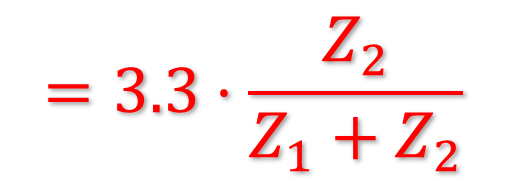 = 3.3 · Z₂ / (Z₁ + Z₂)